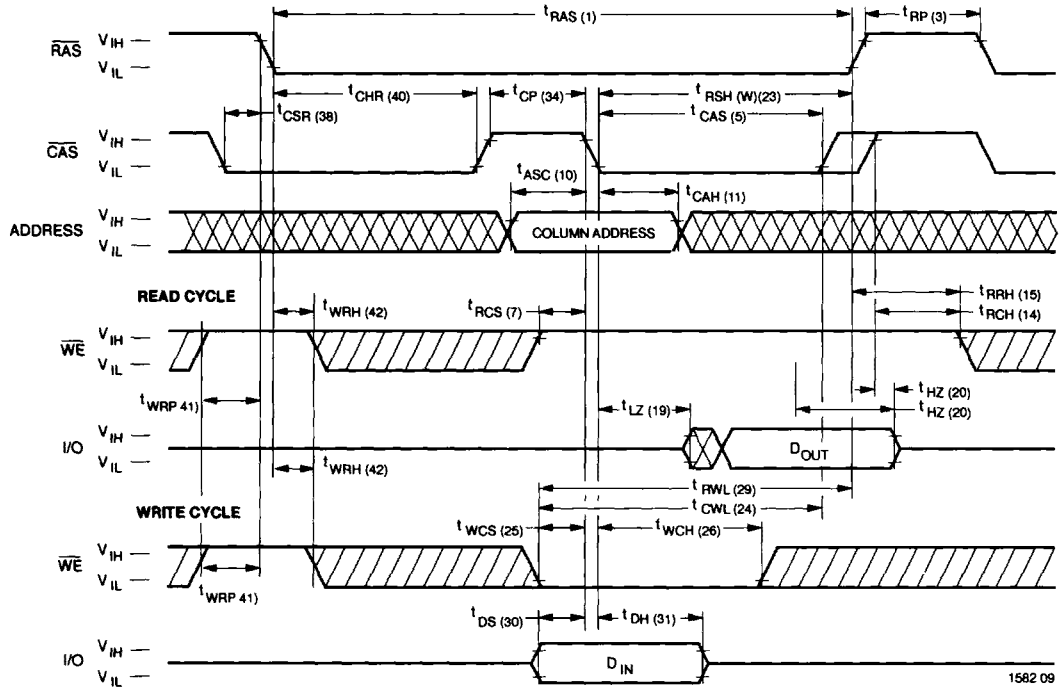 t RAS (1)
t RP (3)
RAS
V IH
V IL
t CHR (40)
t CP (34)
t RSH (W)(23)
t CSR (38)
t CAS (5)
CAS
V IH
V IL
t ASC (10)
t CAH (11)
ADDRESS
V IH
V IL
COLUMN ADDRESS
READ CYCLE
t WRH (42)
t RCS (7)
t RRH (15)
t RCH (14)
WE
V IH
V IL
t WRP 41)
t LZ (19)
t HZ (20)
t HZ (20)
I/O
V IH
V IL
D OUT
t WRH (42)
t RWL (29)
t CWL (24)
WRITE CYCLE
t WCS (25)
t WCH (26)
WE
V IH
V IL
t WRP 41)
t DS (30)
t DH (31)
I/O
V IH
V IL
D IN
1582 09